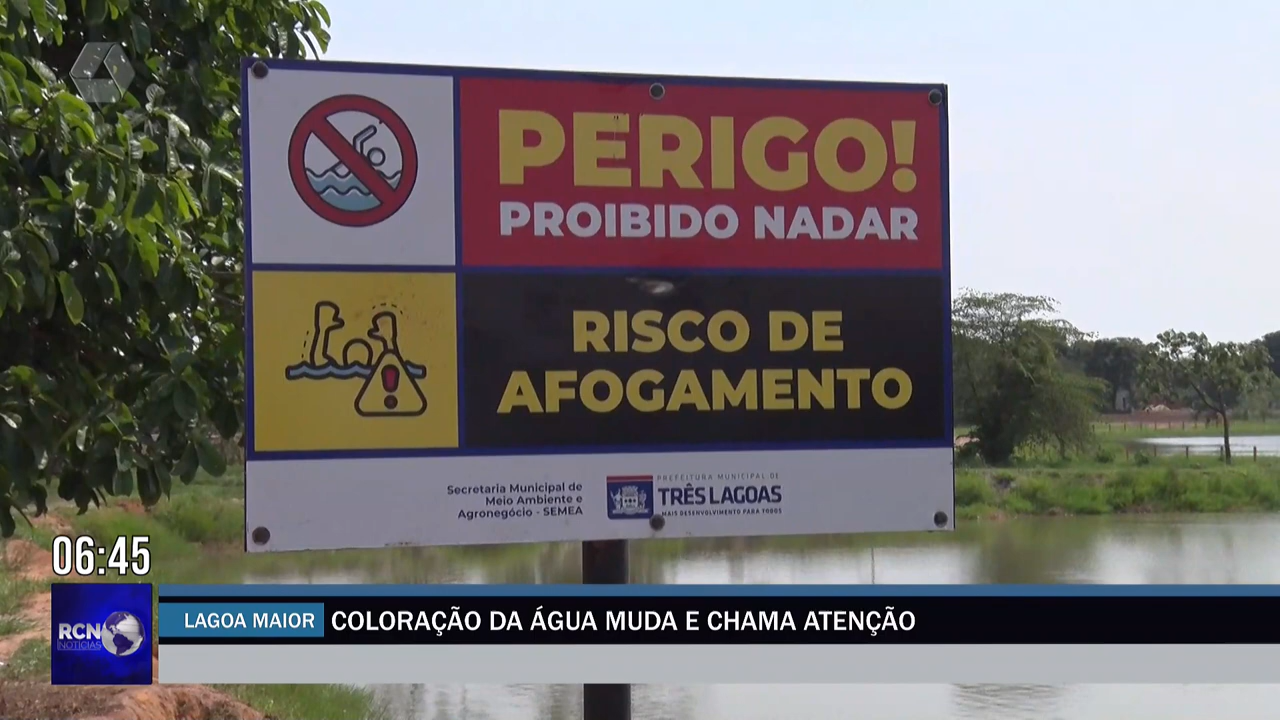 PERIGO!
PROIBIDO NADAR
RISCO DE
AFOGAMENTO
Secretaria Municipal de
Meio Ambiente e
Agronegócio - SEMEA
PREFEITURA MUNICIPAL DE
TRÊS LAGOAS
MAIS DESENVOLVIMENTO PARA TODOS
06:45
RCN
NOTÍCIAS
LAGOA MAIOR
COLORAÇÃO DA ÁGUA MUDA E CHAMA ATENÇÃO